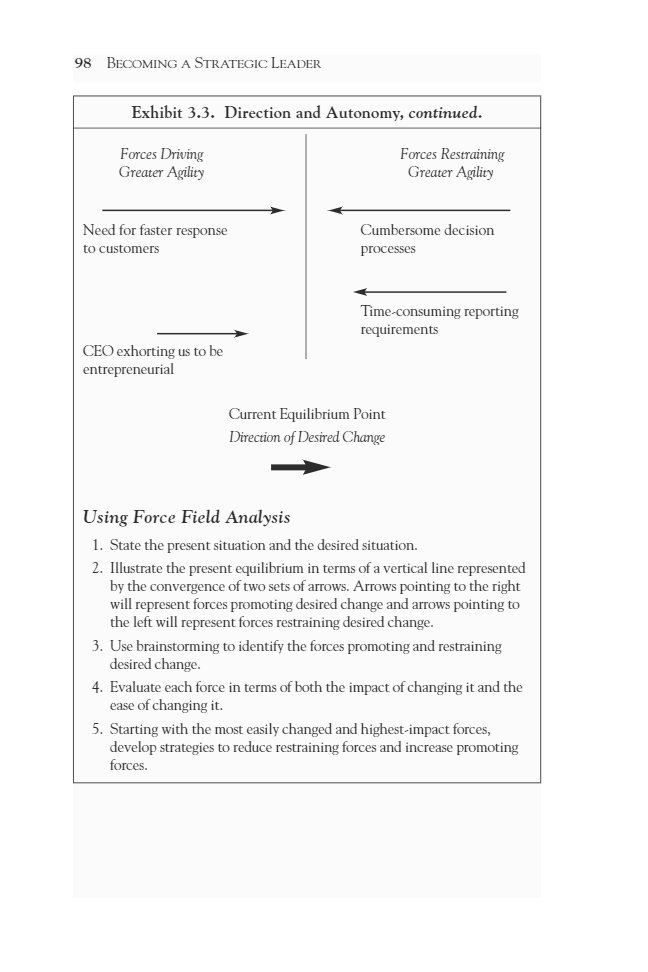 98 BECOMING A STRATEGIC LEADER
Exhibit 3.3. Direction and Autonomy, continued.
Forces Driving
Greater Agility
Forces Restraining
Greater Agility
Need for faster response
to customers
Cumbersome decision
processes
Time-consuming reporting
requirements
CEO exhorting us to be
entrepreneurial
Current Equilibrium Point
Direction of Desired Change
Using Force Field Analysis
1. State the present situation and the desired situation.
2. Illustrate the present equilibrium in terms of a vertical line represented
by the convergence of two sets of arrows. Arrows pointing to the right
will represent forces promoting desired change and arrows pointing to
the left will represent forces restraining desired change.
3. Use brainstorming to identify the forces promoting and restraining
desired change.
4. Evaluate each force in terms of both the impact of changing it and the
ease of changing it.
5. Starting with the most easily changed and highest-impact forces,
develop strategies to reduce restraining forces and increase promoting
forces.